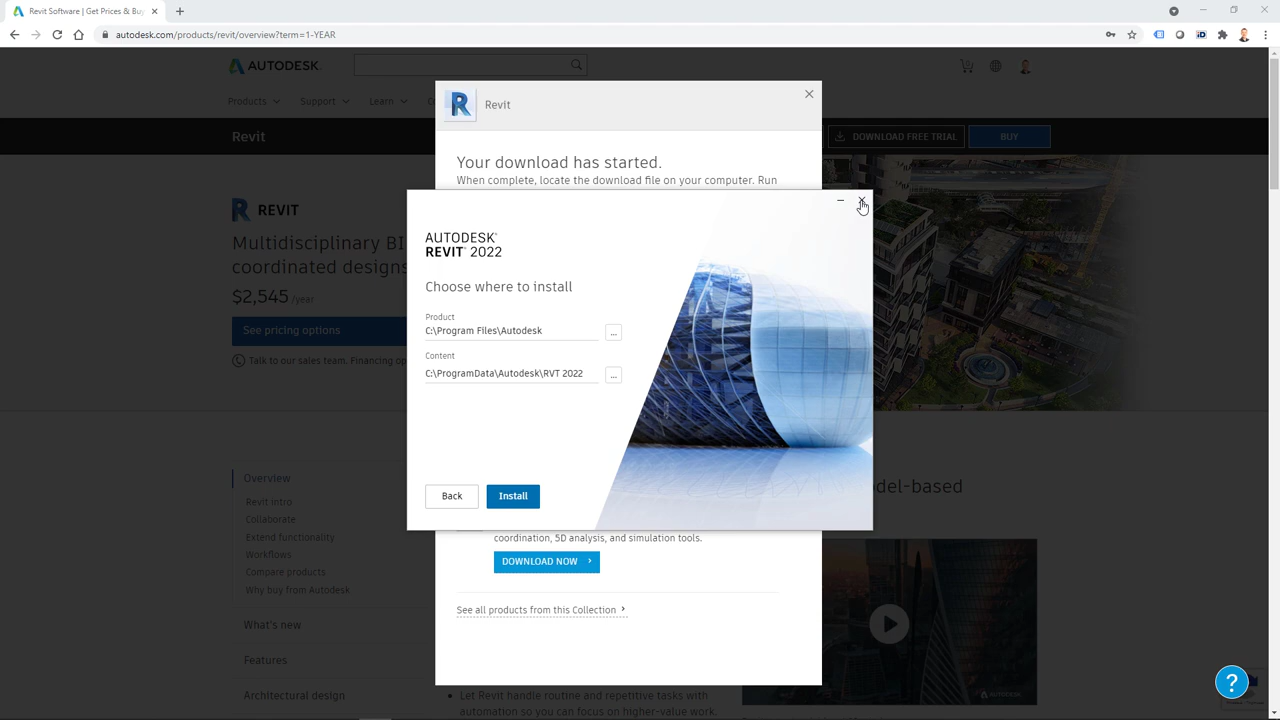 Revit Software | Get Prices & Buy
autodesk.com/products/revit/overview?term=1-YEAR
iD
AUTODESK
Products
Support
Learn
Revit
DOWNLOAD FREE TRIAL
BUY
R
Revit
Your download has started.
When complete, locate the download file on your computer. Run
REVIT
Multidisciplinary BI
coordinated designs
$2,545 /year
See pricing options
Talk to our sales team. Financing op
AUTODESK
REVIT 2022
Choose where to install
Product
C:\Program Files\Autodesk
...
Content
C:\ProgramData\Autodesk\RVT 2022
...
Back
Install
coordination, 5D analysis, and simulation tools.
DOWNLOAD NOW
See all products from this Collection
Overview
Revit intro
Collaborate
Extend functionality
Workflows
Compare products
Why buy from Autodesk
What's new
Features
Architectural design
del-based
AUTODESK
Let Revit handle routine and repetitive tasks with
automation so you can focus on higher-value work.
?